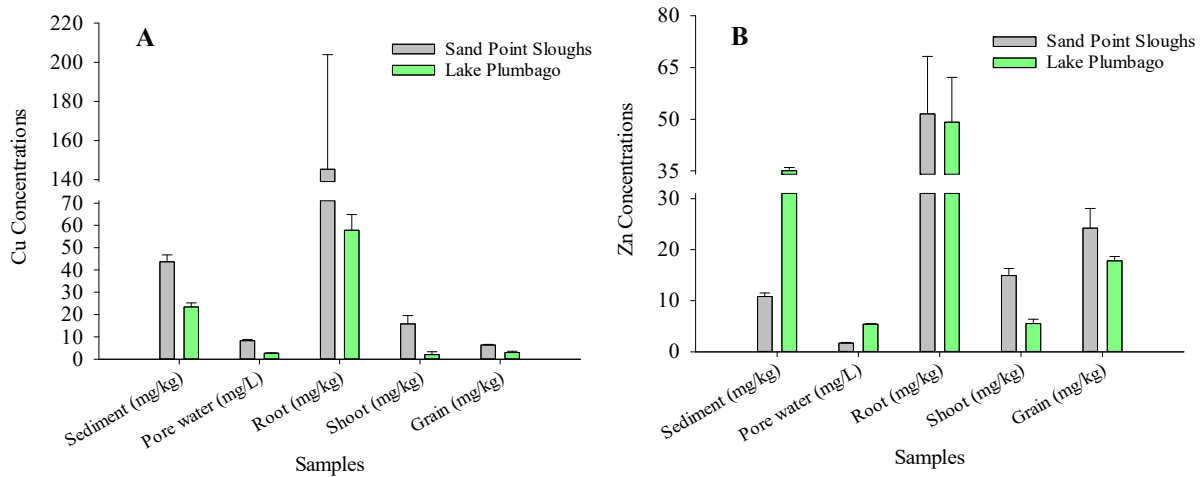 A
Sand Point Sloughs
Lake Plumbago
Cu Concentrations
220
200
180
160
140
70
60
50
40
30
20
10
0
Sediment (mg/kg)
Pore water (mg/L)
Root (mg/kg)
Shoot (mg/kg)
Grain (mg/kg)
Samples
B
Sand Point Sloughs
Lake Plumbago
Zn Concentrations
80
65
50
35
30
20
10
0
Sediment (mg/kg)
Pore water (mg/L)
Root (mg/kg)
Shoot (mg/kg)
Grain (mg/kg)
Samples